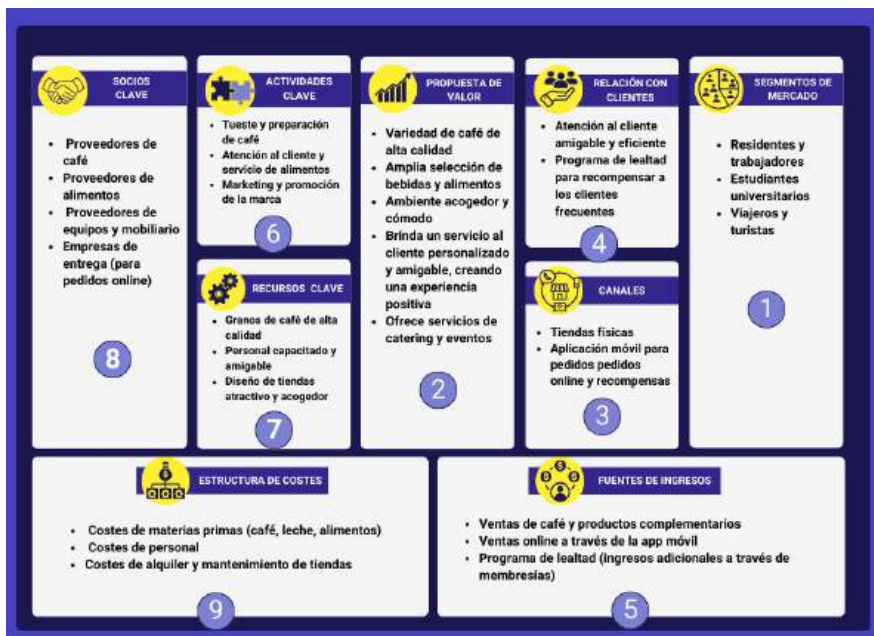 SOCIOS
CLAVE
• Proveedores de
café
• Proveedores de
alimentos
• Proveedores de
equipos y mobiliario
• Empresas de
entrega (para
pedidos online)
8
ACTIVIDADES
CLAVE
• Tueste y preparación
de café
• Atención al cliente y
servicio de alimentos
• Marketing y promoción
de la marca
6
RECURSOS CLAVE
• Granos de café de alta
calidad
• Personal capacitado y
amigable
• Diseño de tiendas
atractivo y acogedor
7
PROPUESTA DE
VALOR
• Variedad de café de
alta calidad
• Amplia selección de
bebidas y alimentos
• Ambiente acogedor y
cómodo
• Brinda un servicio al
cliente personalizado
y amigable, creando
una experiencia
positiva
• Ofrece servicios de
catering y eventos
2
RELACIÓN CON
CLIENTES
• Atención al cliente
amigable y eficiente
• Programa de lealtad
para recompensar a
los clientes
frecuentes
4
CANALES
• Tiendas físicas
• Aplicación móvil para
pedidos pedidos
online y recompensas
3
SEGMENTOS DE
MERCADO
• Residentes y
trabajadores
• Estudiantes
universitarios
• Viajeros y
turistas
1
ESTRUCTURA DE COSTES
• Costes de materias primas (café, leche, alimentos)
• Costes de personal
• Costes de alquiler y mantenimiento de tiendas
9
FUENTES DE INGRESOS
• Ventas de café y productos complementarios
• Ventas online a través de la app móvil
• Programa de lealtad (ingresos adicionales a través de
membresías)
5